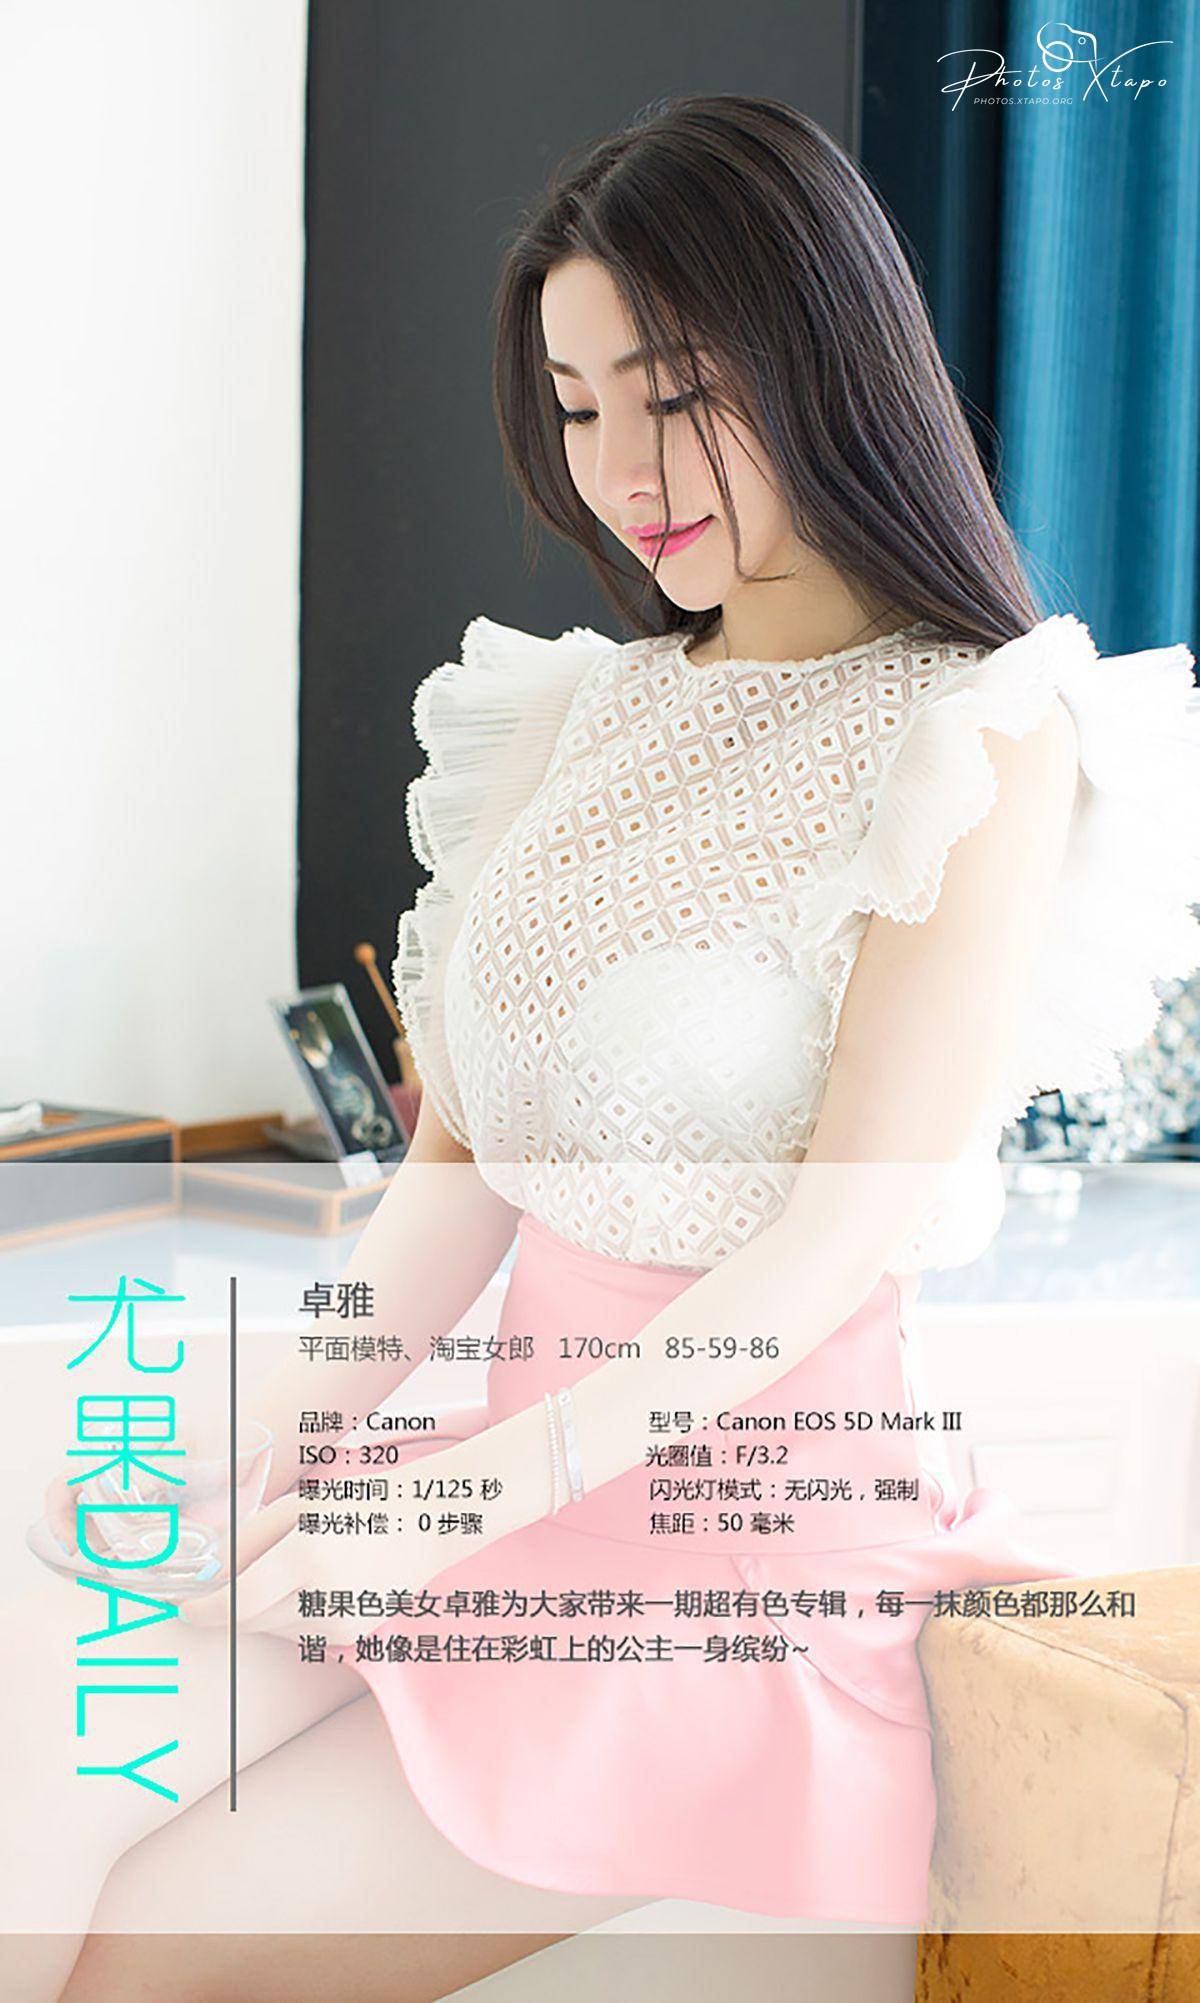 Photos Xtapo
PHOTOS.XTAPO.ORG
尤果DAILY
卓雅
平面模特、淘宝女郎 170cm 85-59-86
品牌：Canon 型号：Canon EOS 5D Mark III
ISO：320 光圈值：F/3.2
曝光时间：1/125 秒 闪光灯模式：无闪光，强制
曝光补偿： 0 步骤 焦距：50 毫米
糖果色美女卓雅为大家带来一期超有色专辑，每一抹颜色都那么和
谐，她像是住在彩虹上的公主一身缤纷~